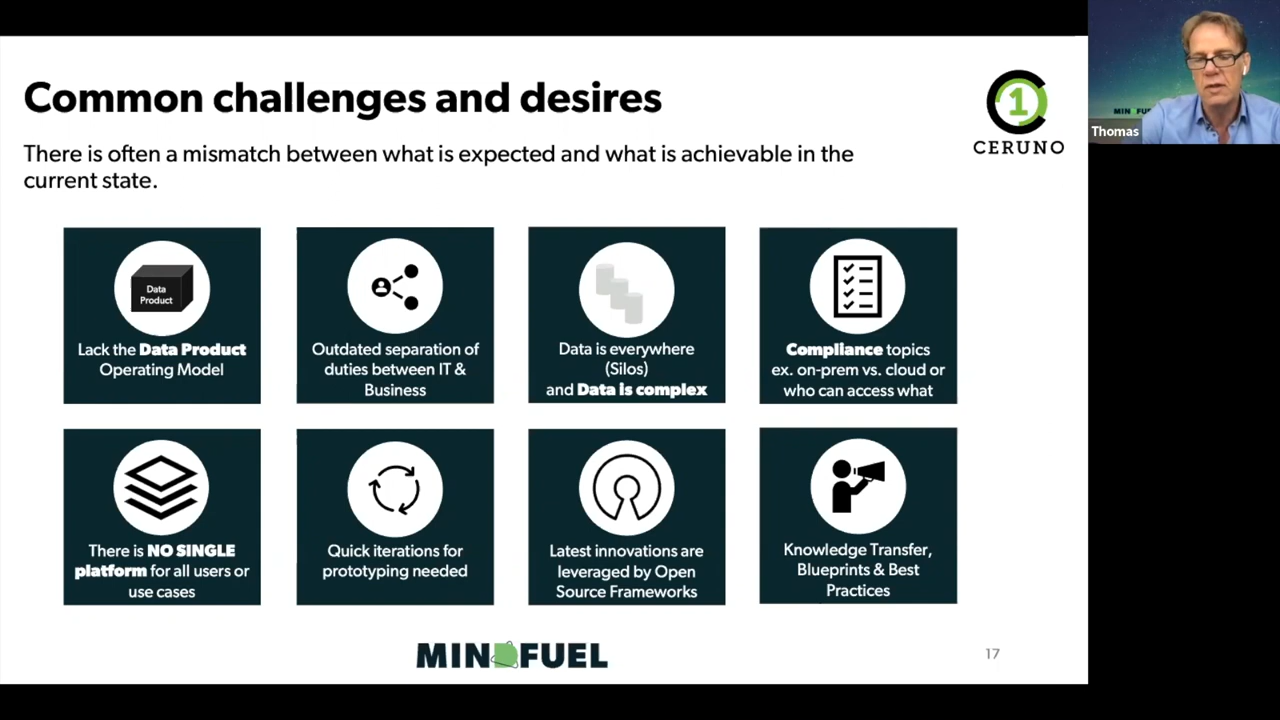 Common challenges and desires
There is often a mismatch between what is expected and what is achievable in the
current state.
1
CERUNO
Thomas
Data
Product
Lack the Data Product
Operating Model
Outdated separation of
duties between IT &
Business
Data is everywhere
(Silos)
and Data is complex
Compliance topics
ex. on-prem vs. cloud or
who can access what
There is NO SINGLE
platform for all users or
use cases
Quick iterations for
prototyping needed
Latest innovations are
leveraged by Open
Source Frameworks
Knowledge Transfer,
Blueprints & Best
Practices
MINDFUEL
17